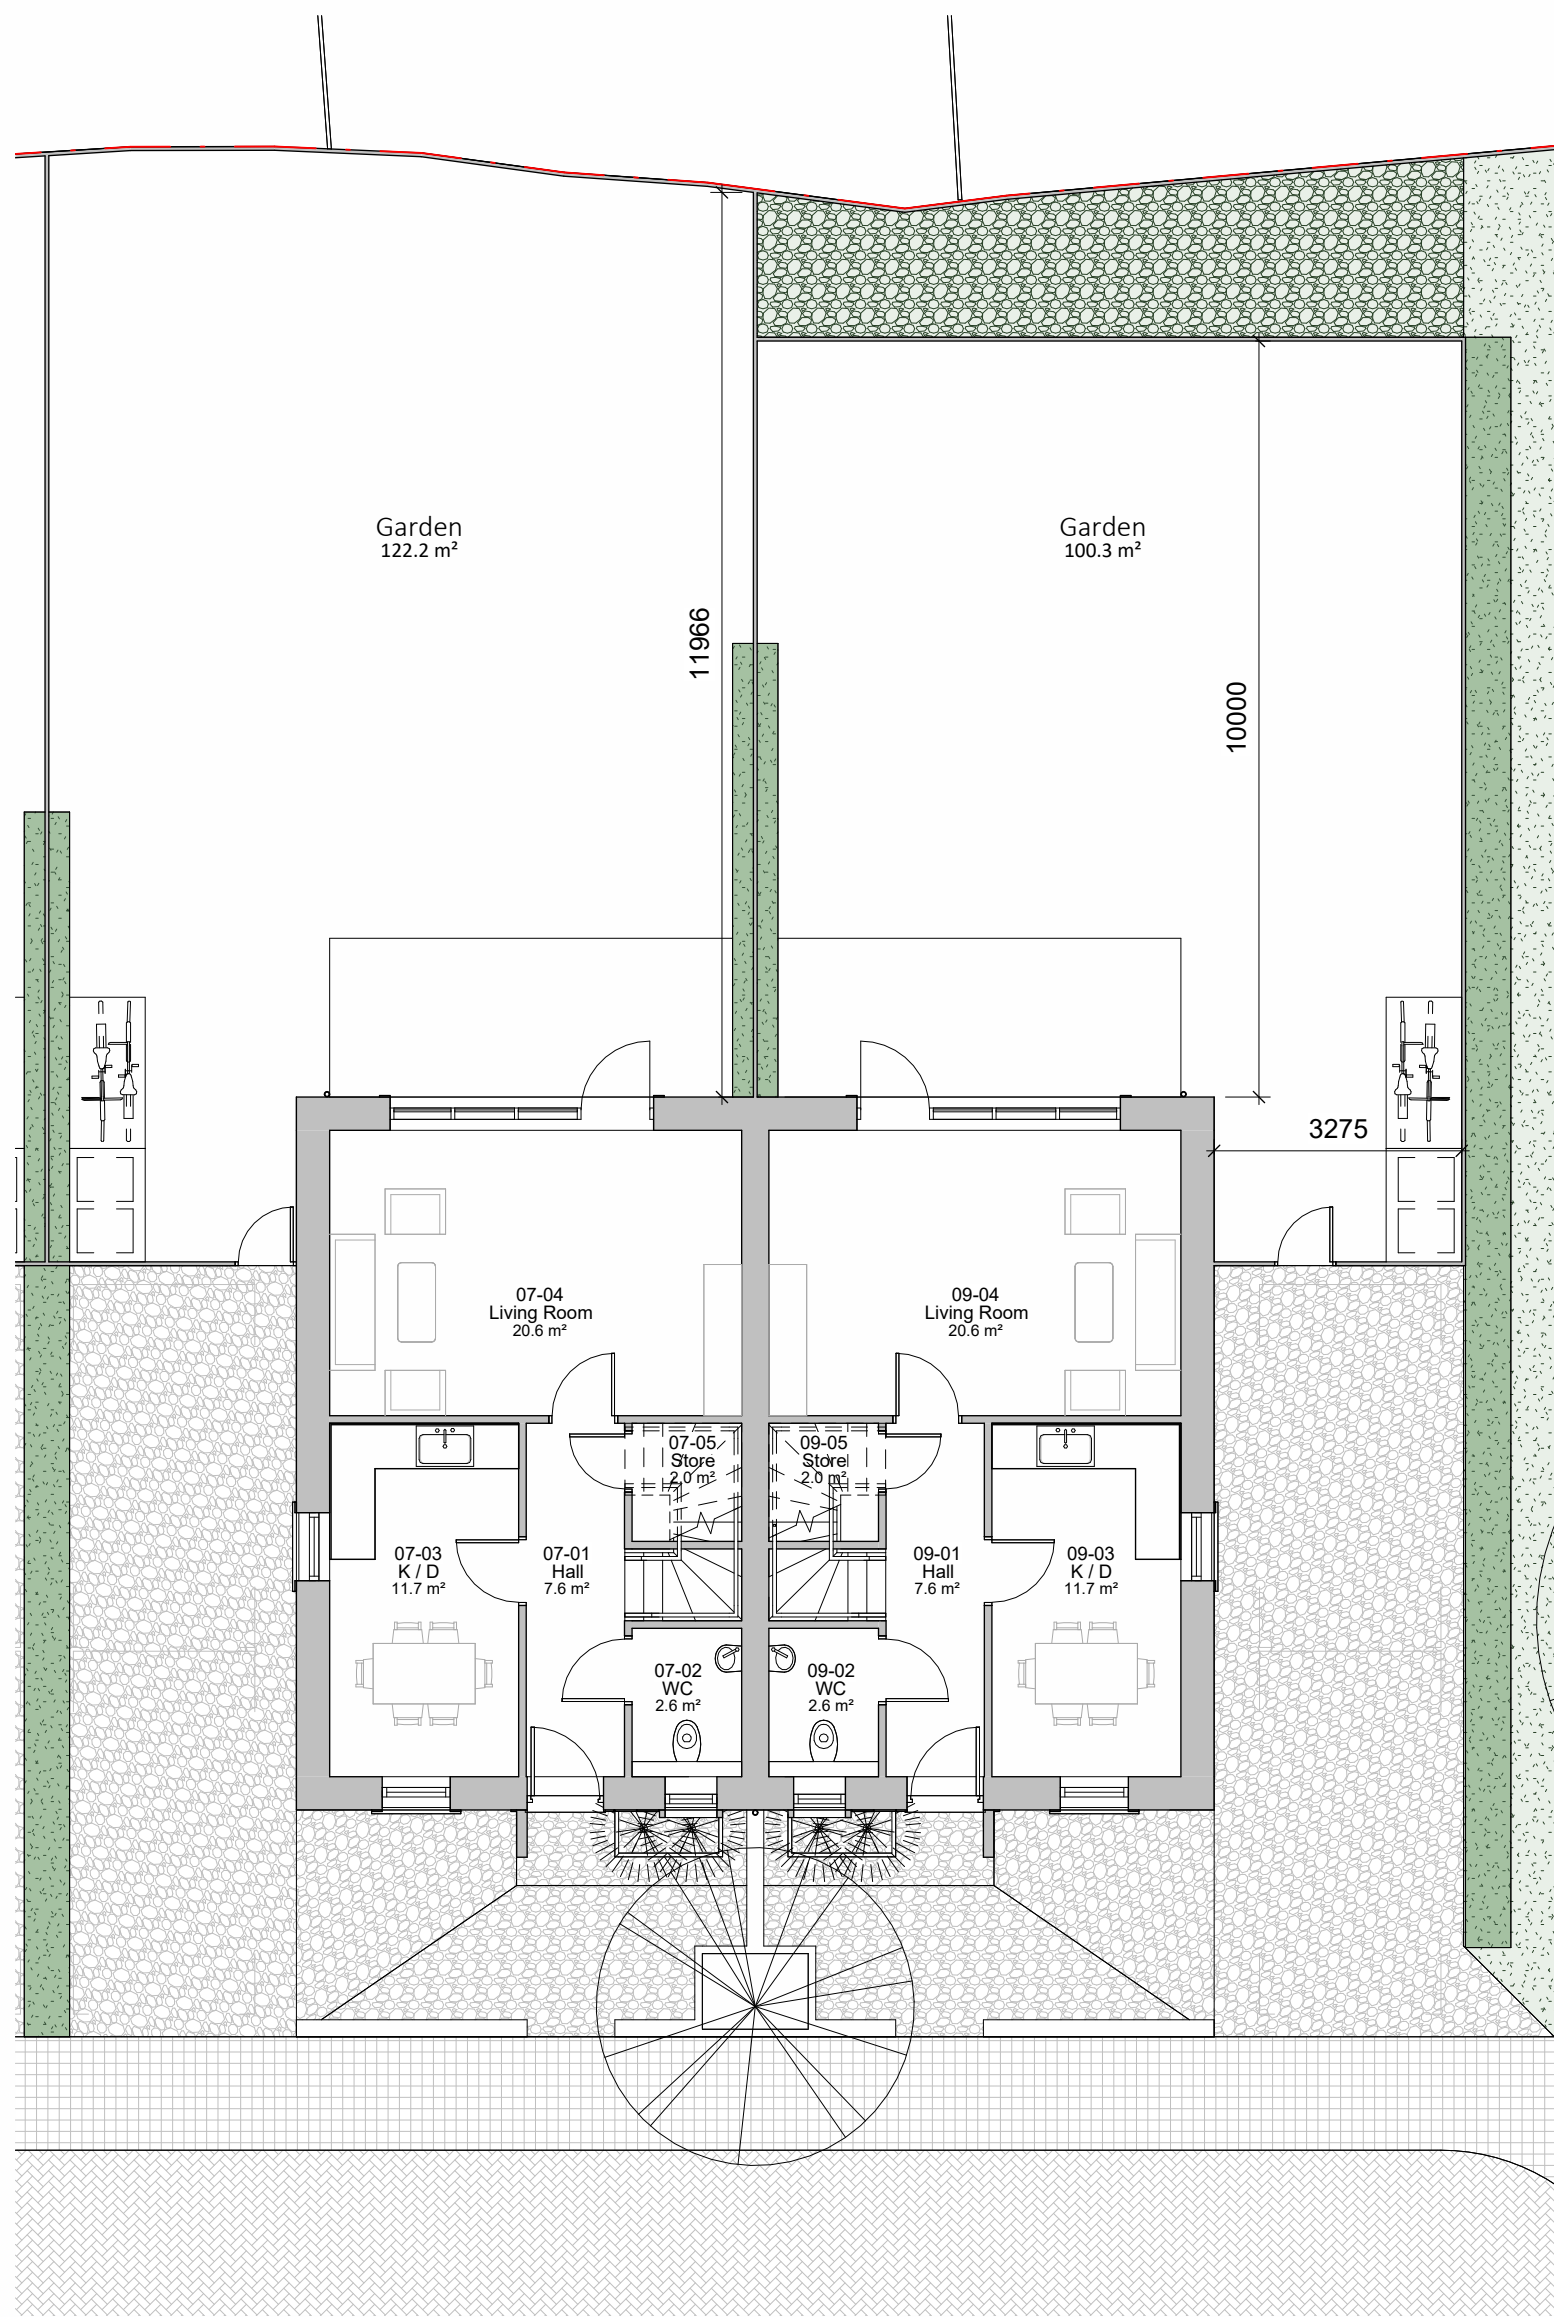 Garden
122.2 m²
Garden
100.3 m²
11966
10000
3275
07-04
Living Room
20.6 m²
09-04
Living Room
20.6 m²
07-05
Store
2.0 m²
09-05
Store
2.0 m²
07-03
K / D
11.7 m²
07-01
Hall
7.6 m²
09-01
Hall
7.6 m²
09-03
K / D
11.7 m²
07-02
WC
2.6 m²
09-02
WC
2.6 m²